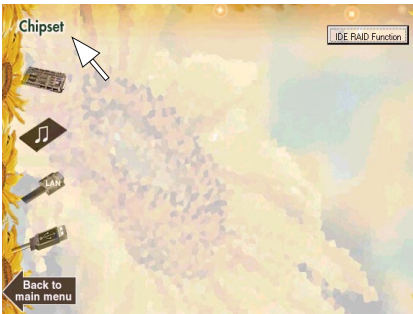 Chipset
IDE RAID Function
LAN
Back to
main menu